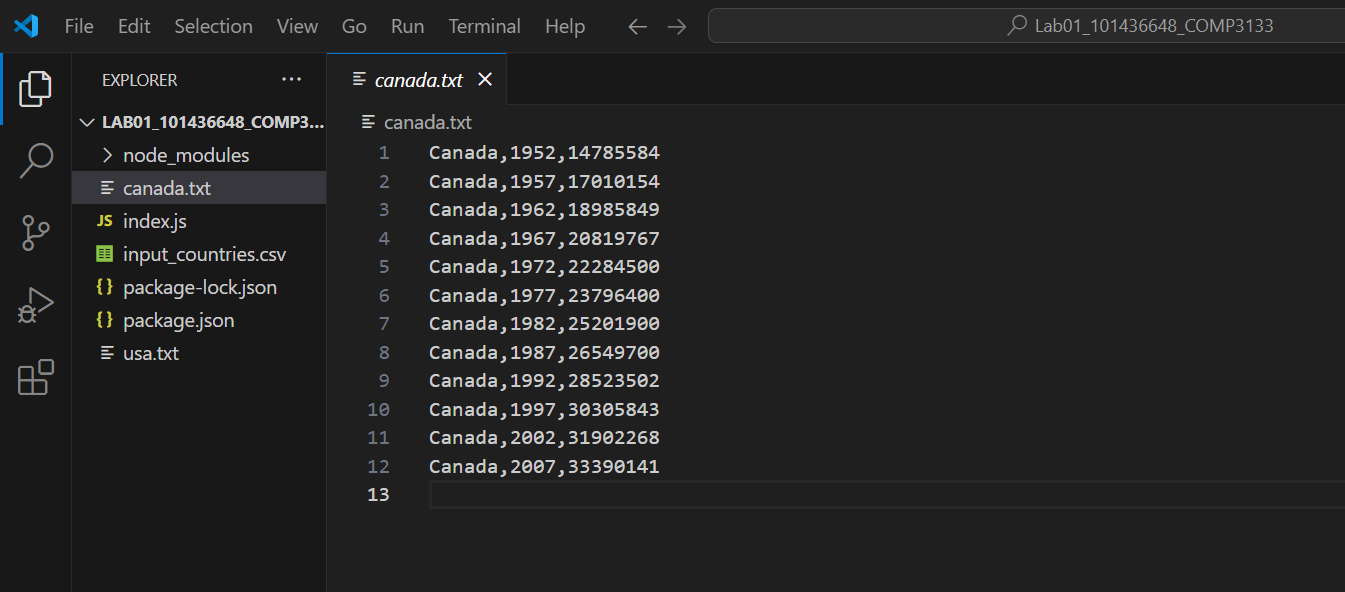 File Edit Selection View Go Run Terminal Help
Lab01_101436648_COMP3133
EXPLORER
LAB01_101436648_COMP3...
node_modules
canada.txt
JS index.js
input_countries.csv
{} package-lock.json
{} package.json
usa.txt
canada.txt
canada.txt
1 Canada,1952,14785584
2 Canada,1957,17010154
3 Canada,1962,18985849
4 Canada,1967,20819767
5 Canada,1972,22284500
6 Canada,1977,23796400
7 Canada,1982,25201900
8 Canada,1987,26549700
9 Canada,1992,28523502
10 Canada,1997,30305843
11 Canada,2002,31902268
12 Canada,2007,33390141
13